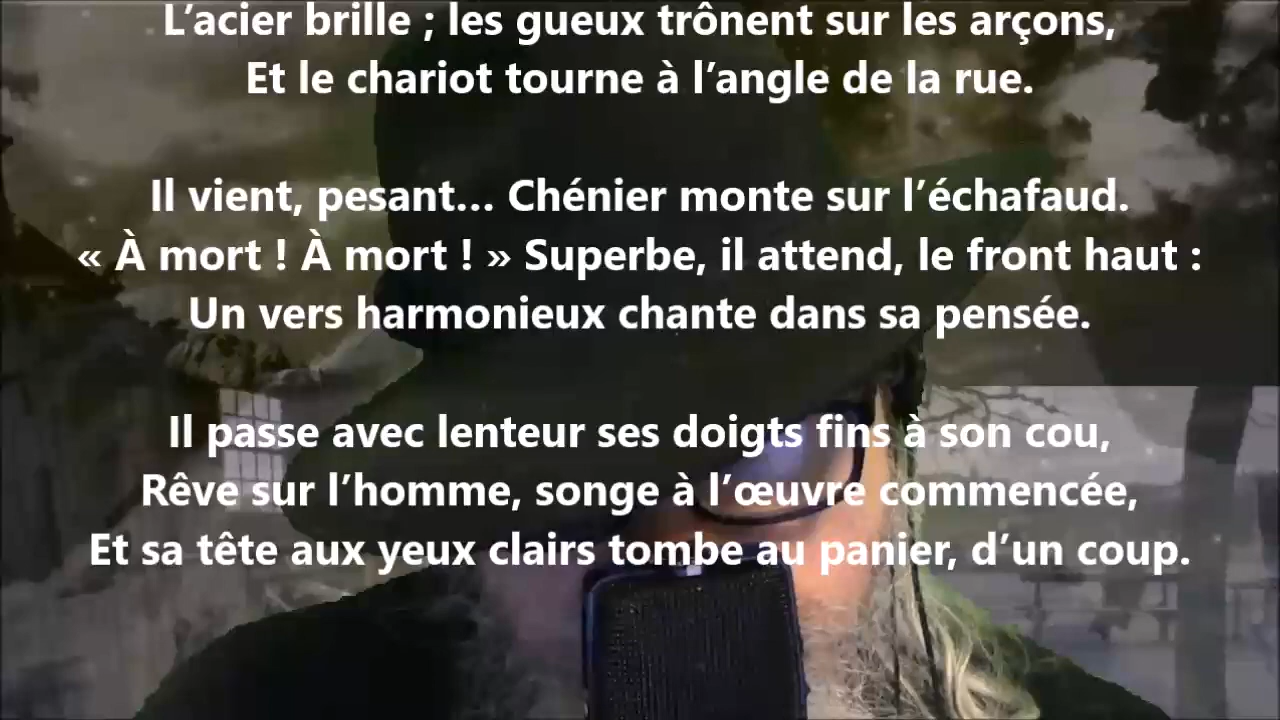 L’acier brille ; les gueux trônent sur les arçons,
Et le chariot tourne à l’angle de la rue.
Il vient, pesant… Chénier monte sur l’échafaud.
« À mort ! À mort ! » Superbe, il attend, le front haut :
Un vers harmonieux chante dans sa pensée.
Il passe avec lenteur ses doigts fins à son cou,
Rêve sur l’homme, songe à l’œuvre commencée,
Et sa tête aux yeux clairs tombe au panier, d’un coup.